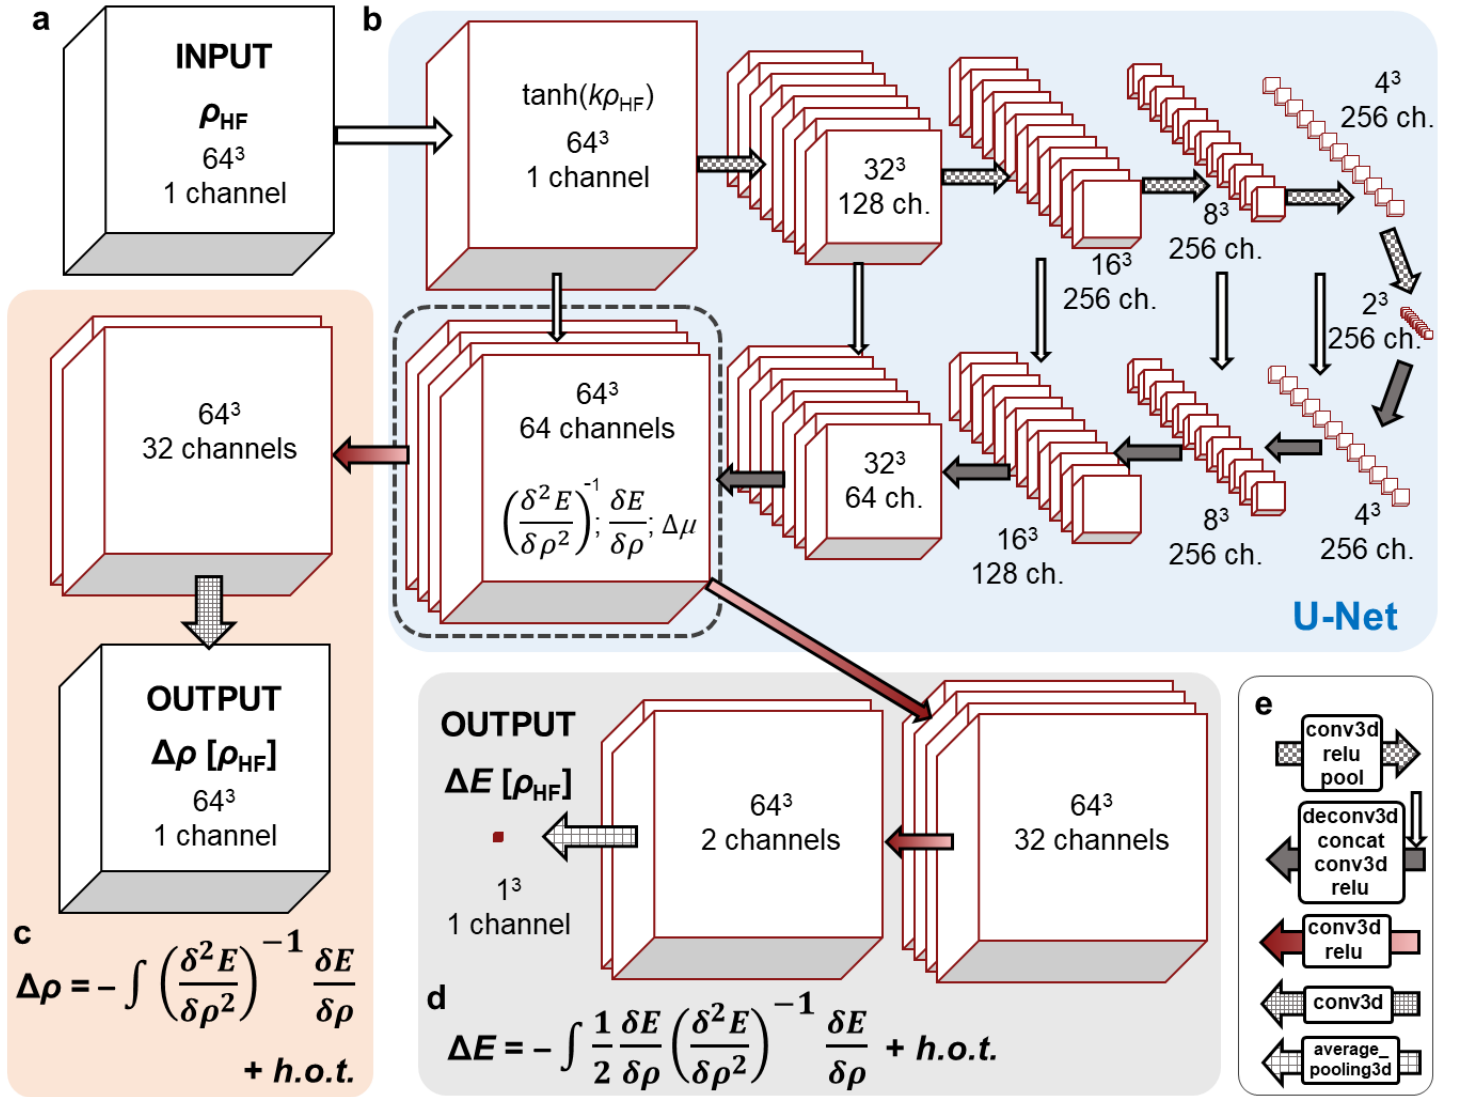 a
INPUT
ρHF
64³
1 channel
b
tanh(kρHF)
64³
1 channel
32³
128 ch.
16³
256 ch.
8³
256 ch.
4³
256 ch.
2³
256 ch.
4³
256 ch.
8³
256 ch.
16³
128 ch.
32³
64 ch.
64³
64 channels
(δ²E/δρ²)⁻¹; δE/δρ; Δμ
U-Net
64³
32 channels
OUTPUT
Δρ [ρHF]
64³
1 channel
c
Δρ = – ∫ (δ²E/δρ²)⁻¹ δE/δρ
+ h.o.t.
OUTPUT
ΔE [ρHF]
1³
1 channel
64³
2 channels
64³
32 channels
d
ΔE = – ∫ 1/2 δE/δρ (δ²E/δρ²)⁻¹ δE/δρ + h.o.t.
e
conv3d
relu
pool
deconv3d
concat
conv3d
relu
conv3d
relu
conv3d
average_
pooling3d